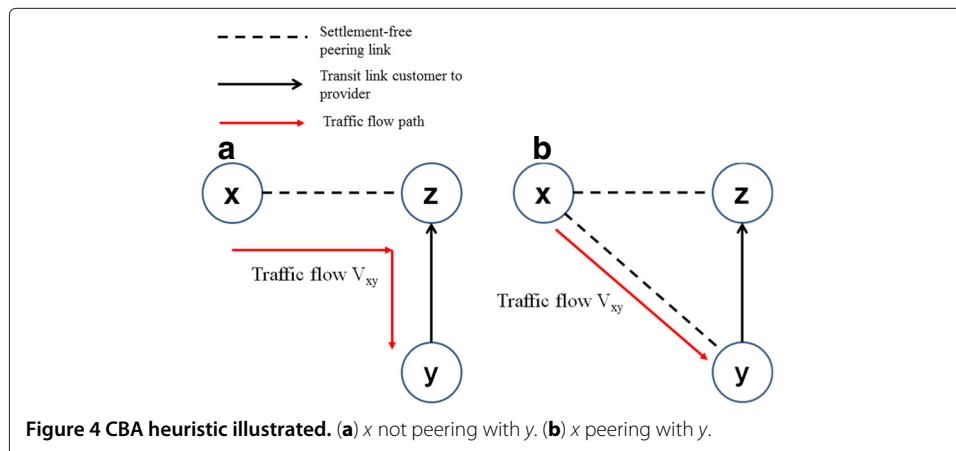 Settlement-free
peering link
Transit link customer to
provider
Traffic flow path
a
b
x
z
x
z
Traffic flow Vxy
Traffic flow Vxy
y
y
Figure 4 CBA heuristic illustrated. (a) x not peering with y. (b) x peering with y.